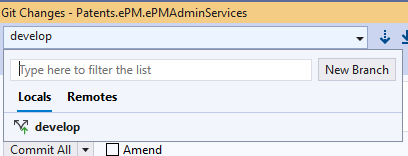 Git Changes - Patents.ePM.ePMAdminServices
develop
Type here to filter the list
New Branch
Locals Remotes
develop
Commit All Amend